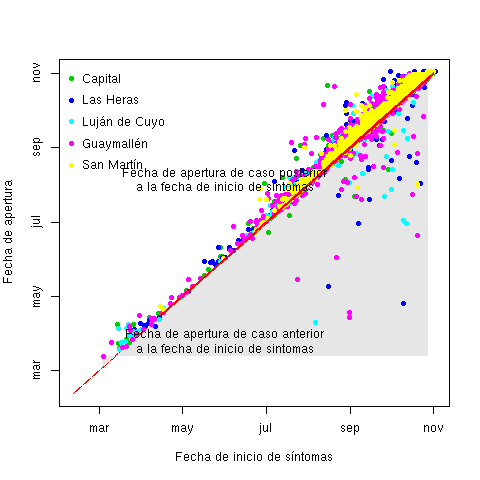 nov
sep
jul
may
mar
Fecha de apertura
Capital
Las Heras
Luján de Cuyo
Guaymallén
San Martín
Fecha de apertura de caso posterior
a la fecha de inicio de síntomas
Fecha de apertura de caso anterior
a la fecha de inicio de sintomas
mar
may
jul
sep
nov
Fecha de inicio de síntomas